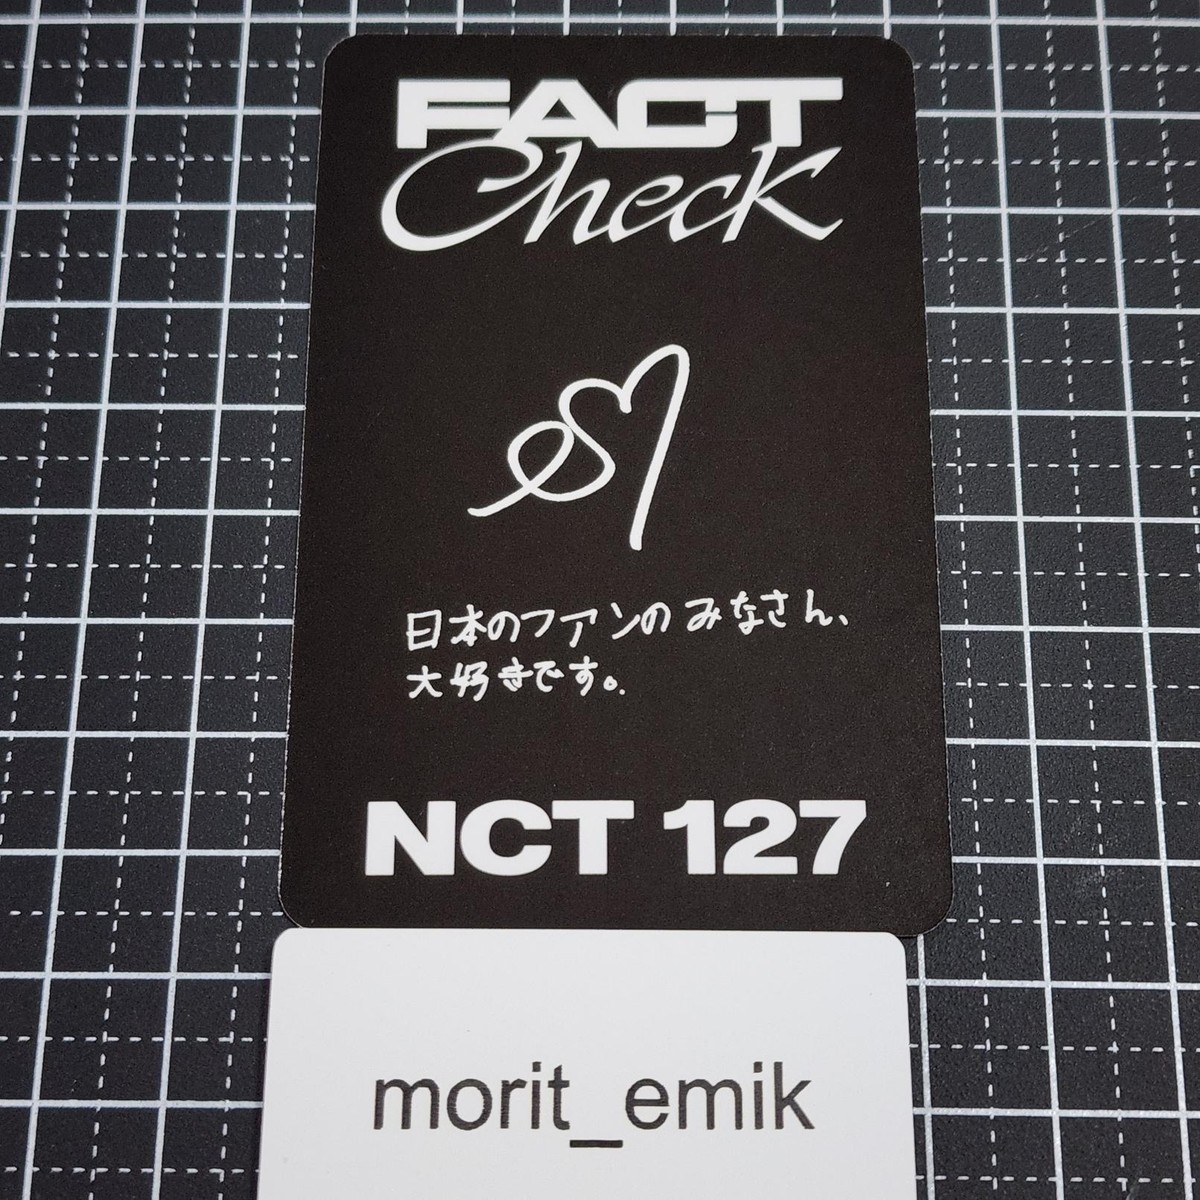 FACT
Check
日本のファンのみなさん、
大好きです。
NCT 127
morit_emik